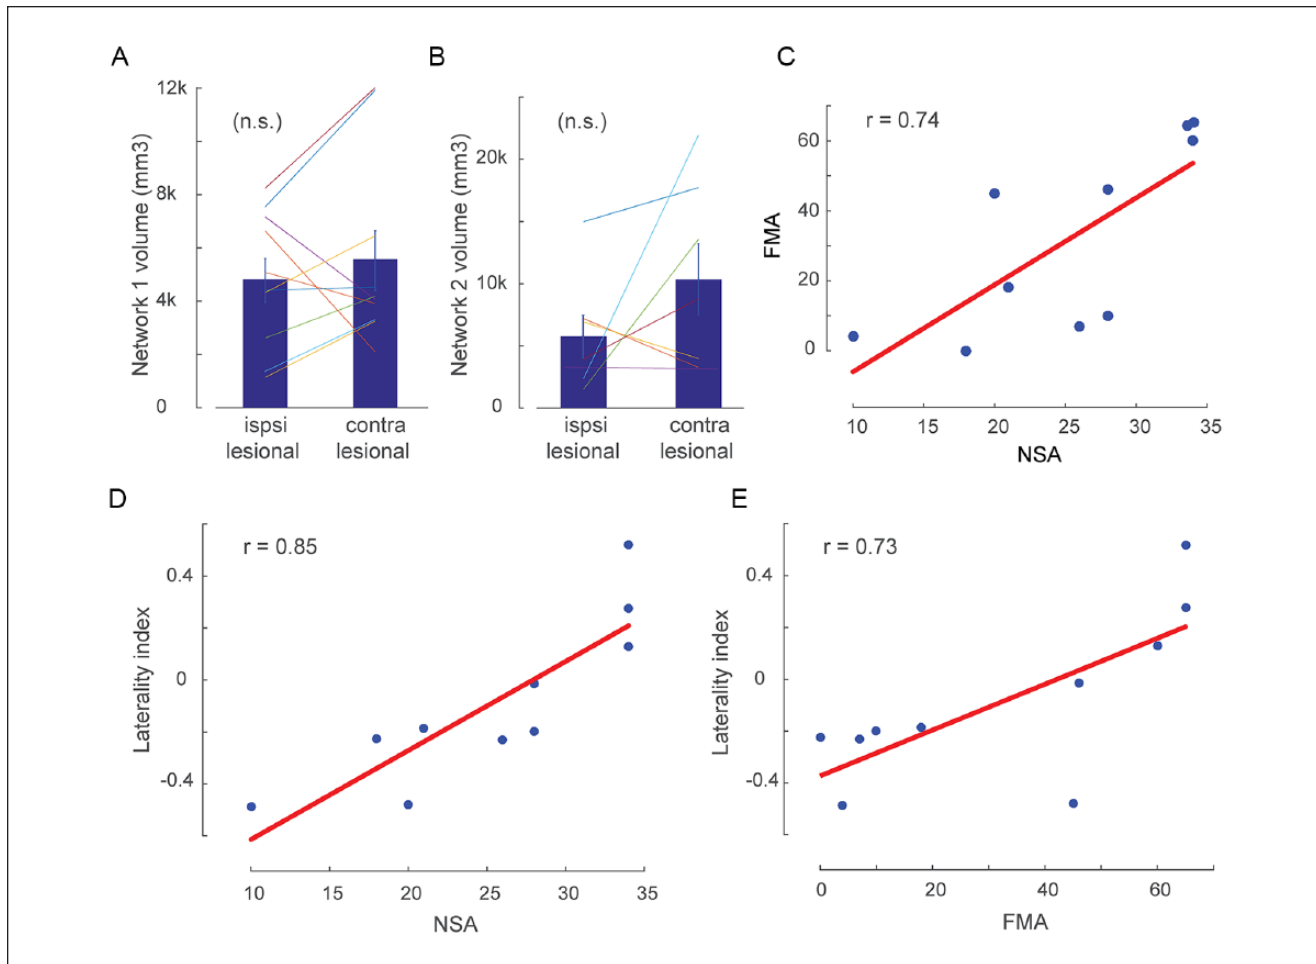 A
12k
(n.s.)
8k
4k
0
Network 1 volume (mm3)
ispsi
lesional
contra
lesional
B
(n.s.)
20k
10k
0
Network 2 volume (mm3)
ispsi
lesional
contra
lesional
C
r = 0.74
60
40
20
0
FMA
10 20 25 30 35
NSA
D
r = 0.85
0.4
0
-0.4
Laterality index
10 15 20 25 30 35
NSA
E
r = 0.73
0.4
0
-0.4
Laterality index
0 20 40 60
FMA